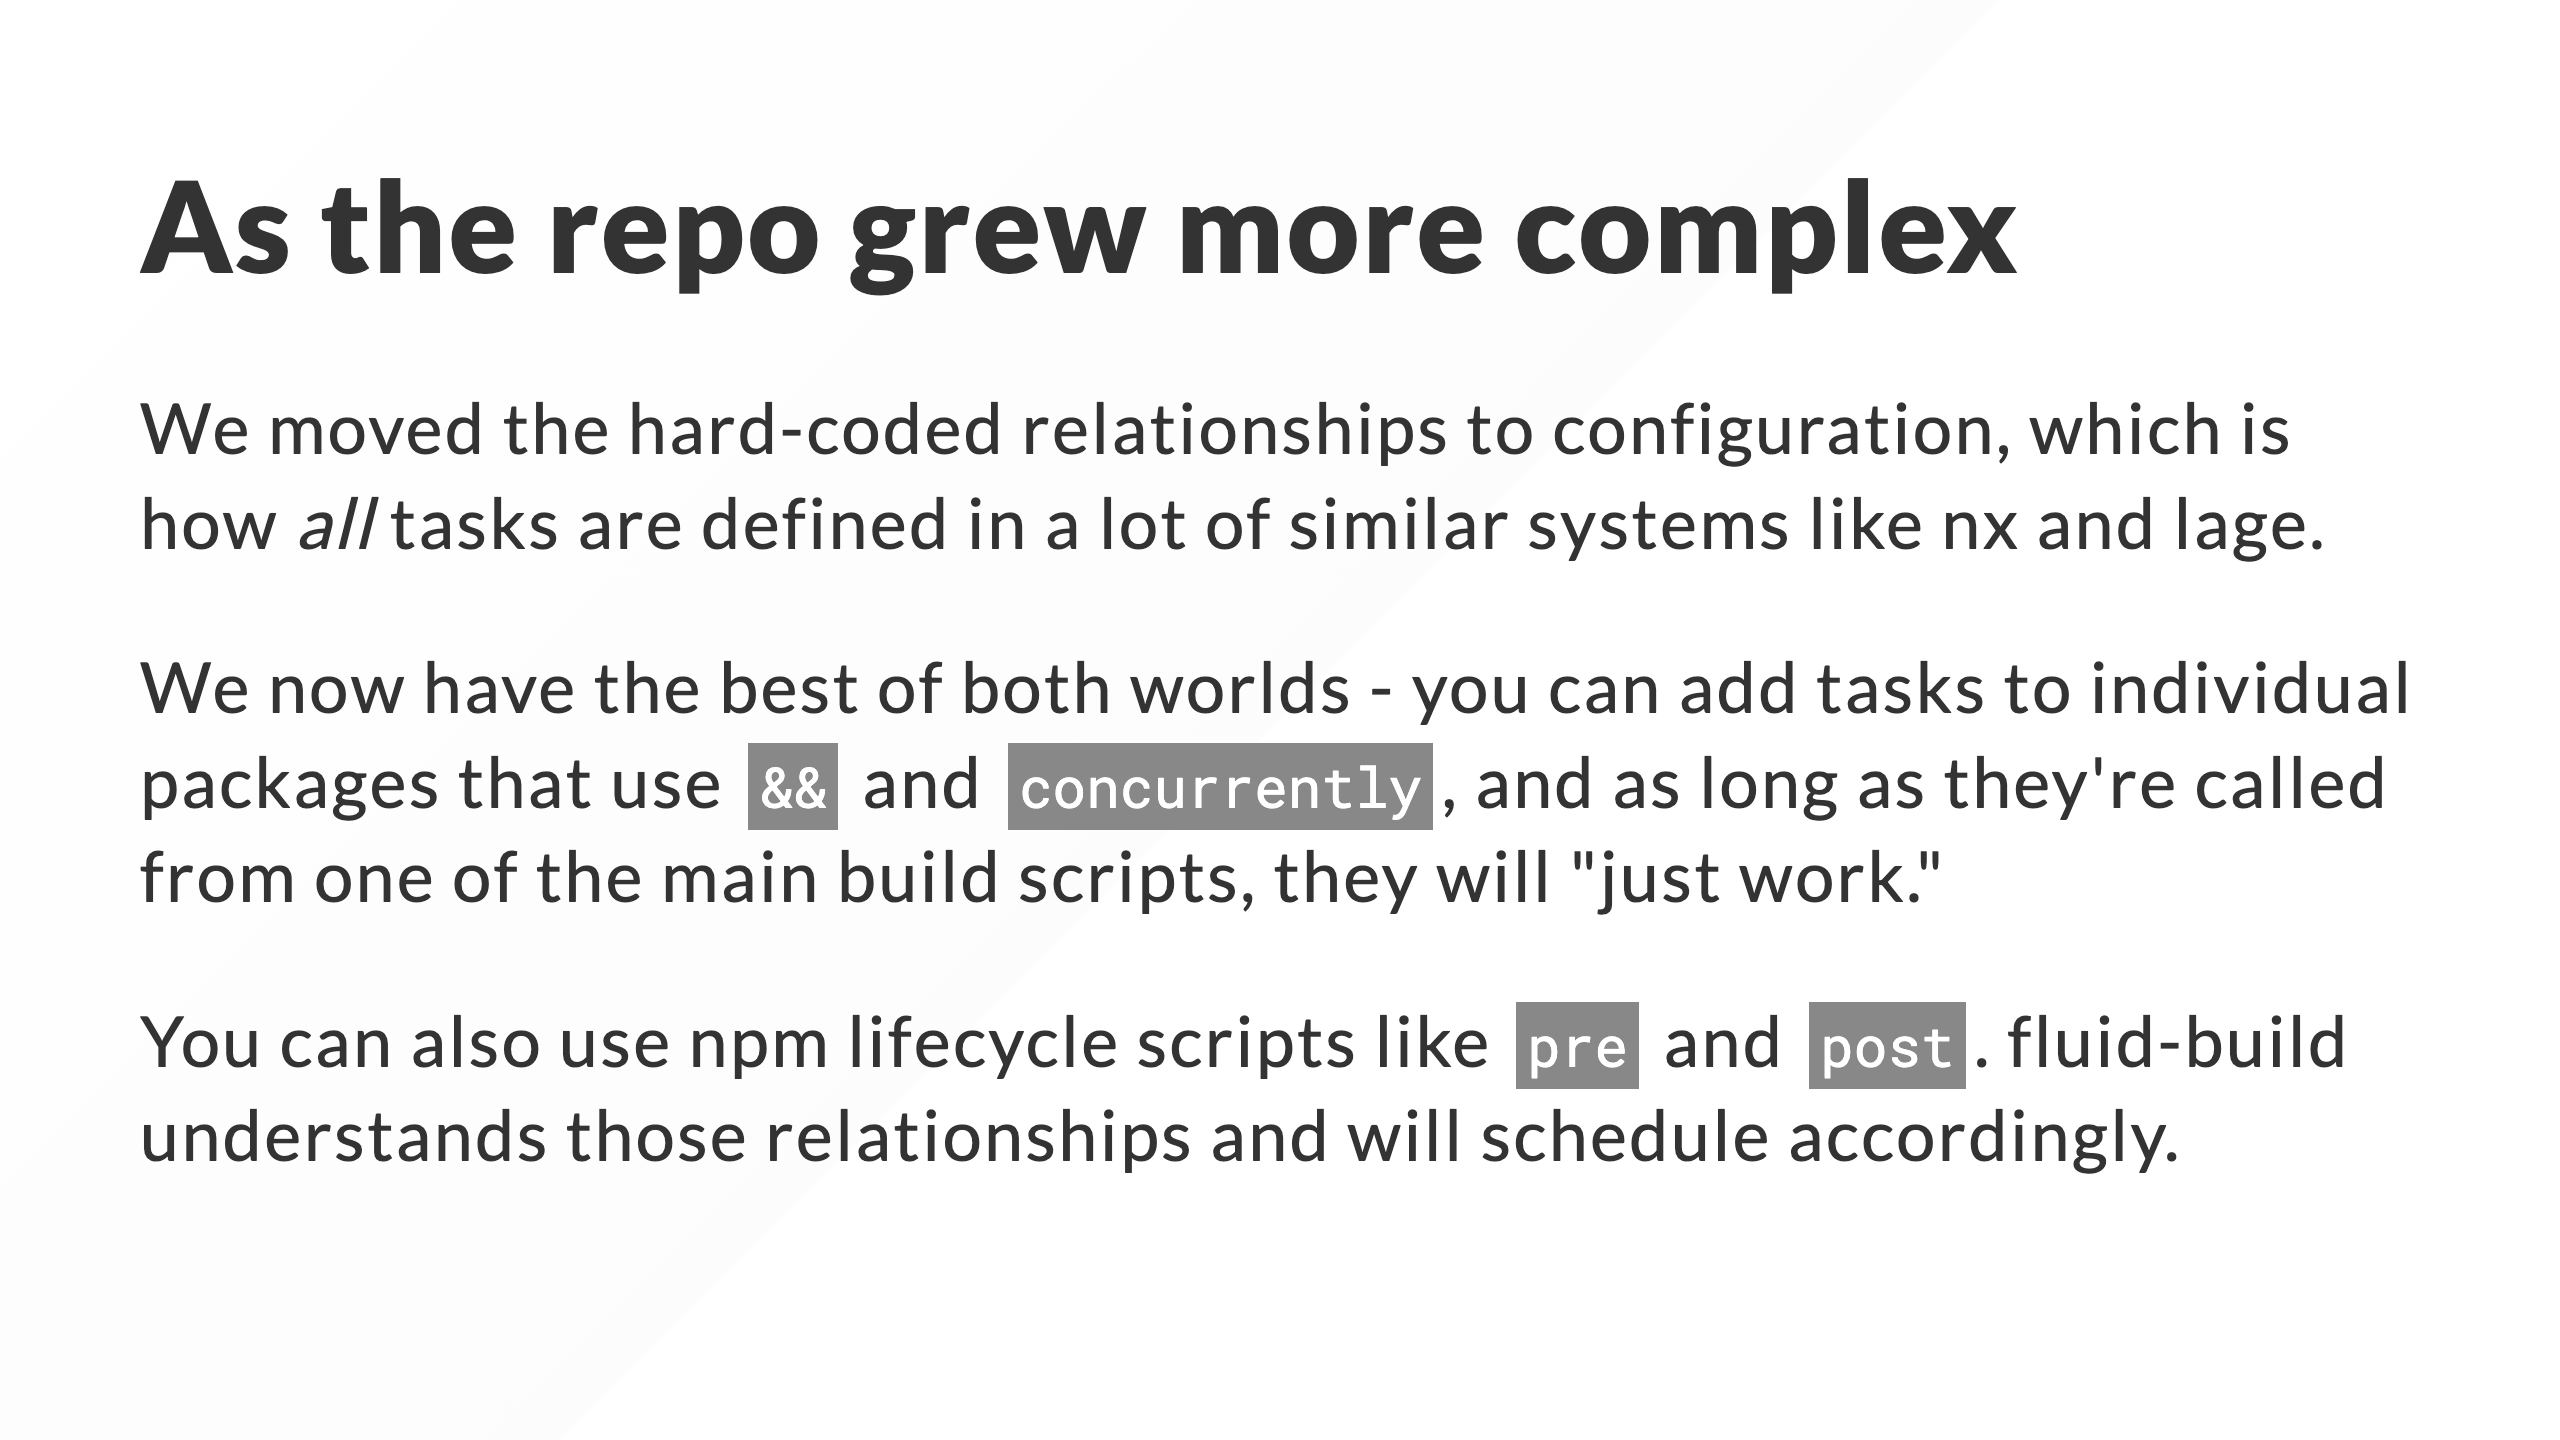 As the repo grew more complex
We moved the hard-coded relationships to configuration, which is
how all tasks are defined in a lot of similar systems like nx and lage.
We now have the best of both worlds - you can add tasks to individual
packages that use && and concurrently, and as long as they're called
from one of the main build scripts, they will "just work."
You can also use npm lifecycle scripts like pre and post. fluid-build
understands those relationships and will schedule accordingly.